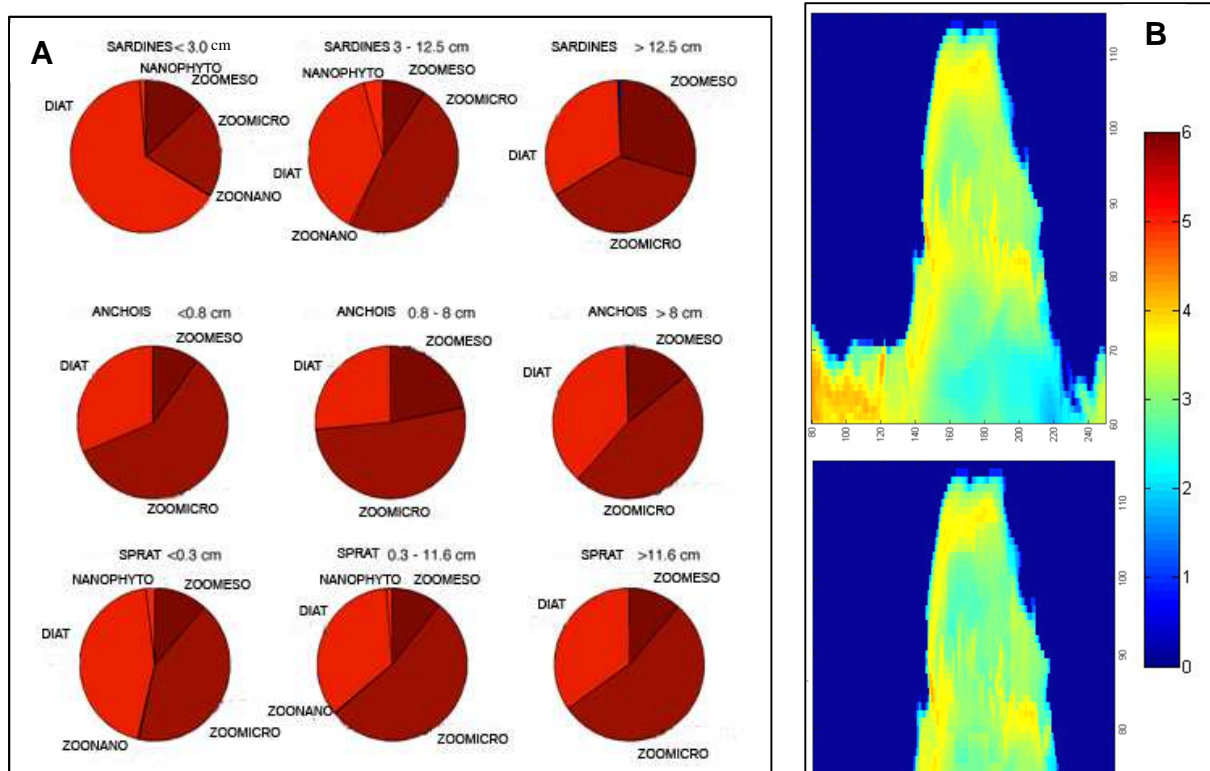 A
SARDINES < 3.0 cm
NANOPHYTO
ZOOMESO
DIAT
ZOOMICRO
ZOONANO
SARDINES 3 - 12.5 cm
NANOPHYTO
ZOOMESO
ZOOMICRO
DIAT
ZOONANO
SARDINES > 12.5 cm
ZOOMESO
DIAT
ZOOMICRO
ANCHOIS <0.8 cm
ZOOMESO
DIAT
ZOOMICRO
ANCHOIS 0.8 - 8 cm
ZOOMESO
DIAT
ZOOMICRO
ANCHOIS > 8 cm
ZOOMESO
DIAT
ZOOMICRO
SPRAT <0.3 cm
NANOPHYTO
ZOOMESO
DIAT
ZOONANO
ZOOMICRO
SPRAT 0.3 - 11.6 cm
NANOPHYTO
ZOOMESO
DIAT
ZOONANO
ZOOMICRO
SPRAT >11.6 cm
ZOOMESO
DIAT
ZOOMICRO
B
110
100
90
80
70
60
80 100 120 140 160 180 200 220 240
110
100
90
80
6
5
4
3
2
1
0